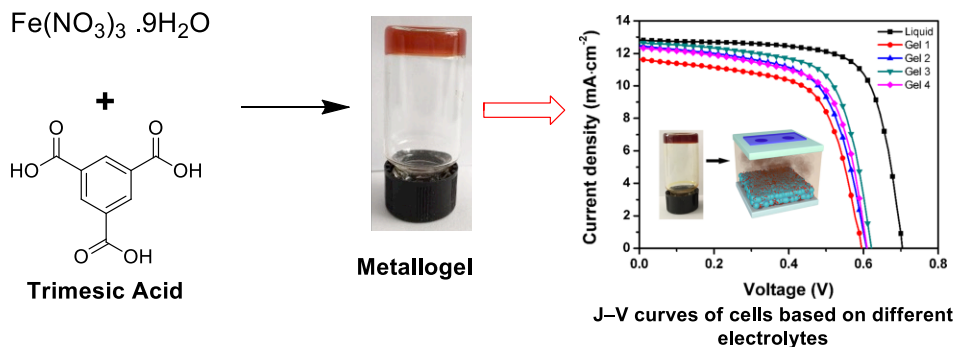 Fe(NO₃)₃ .9H₂O
+
O
OH
O
HO
O
OH
Trimesic Acid
Metallogel
Current density (mA·cm⁻²)
14
12
10
8
6
4
2
0
Liquid
Gel 1
Gel 2
Gel 3
Gel 4
0.0 0.2 0.4 0.6 0.8
Voltage (V)
J–V curves of cells based on different
electrolytes